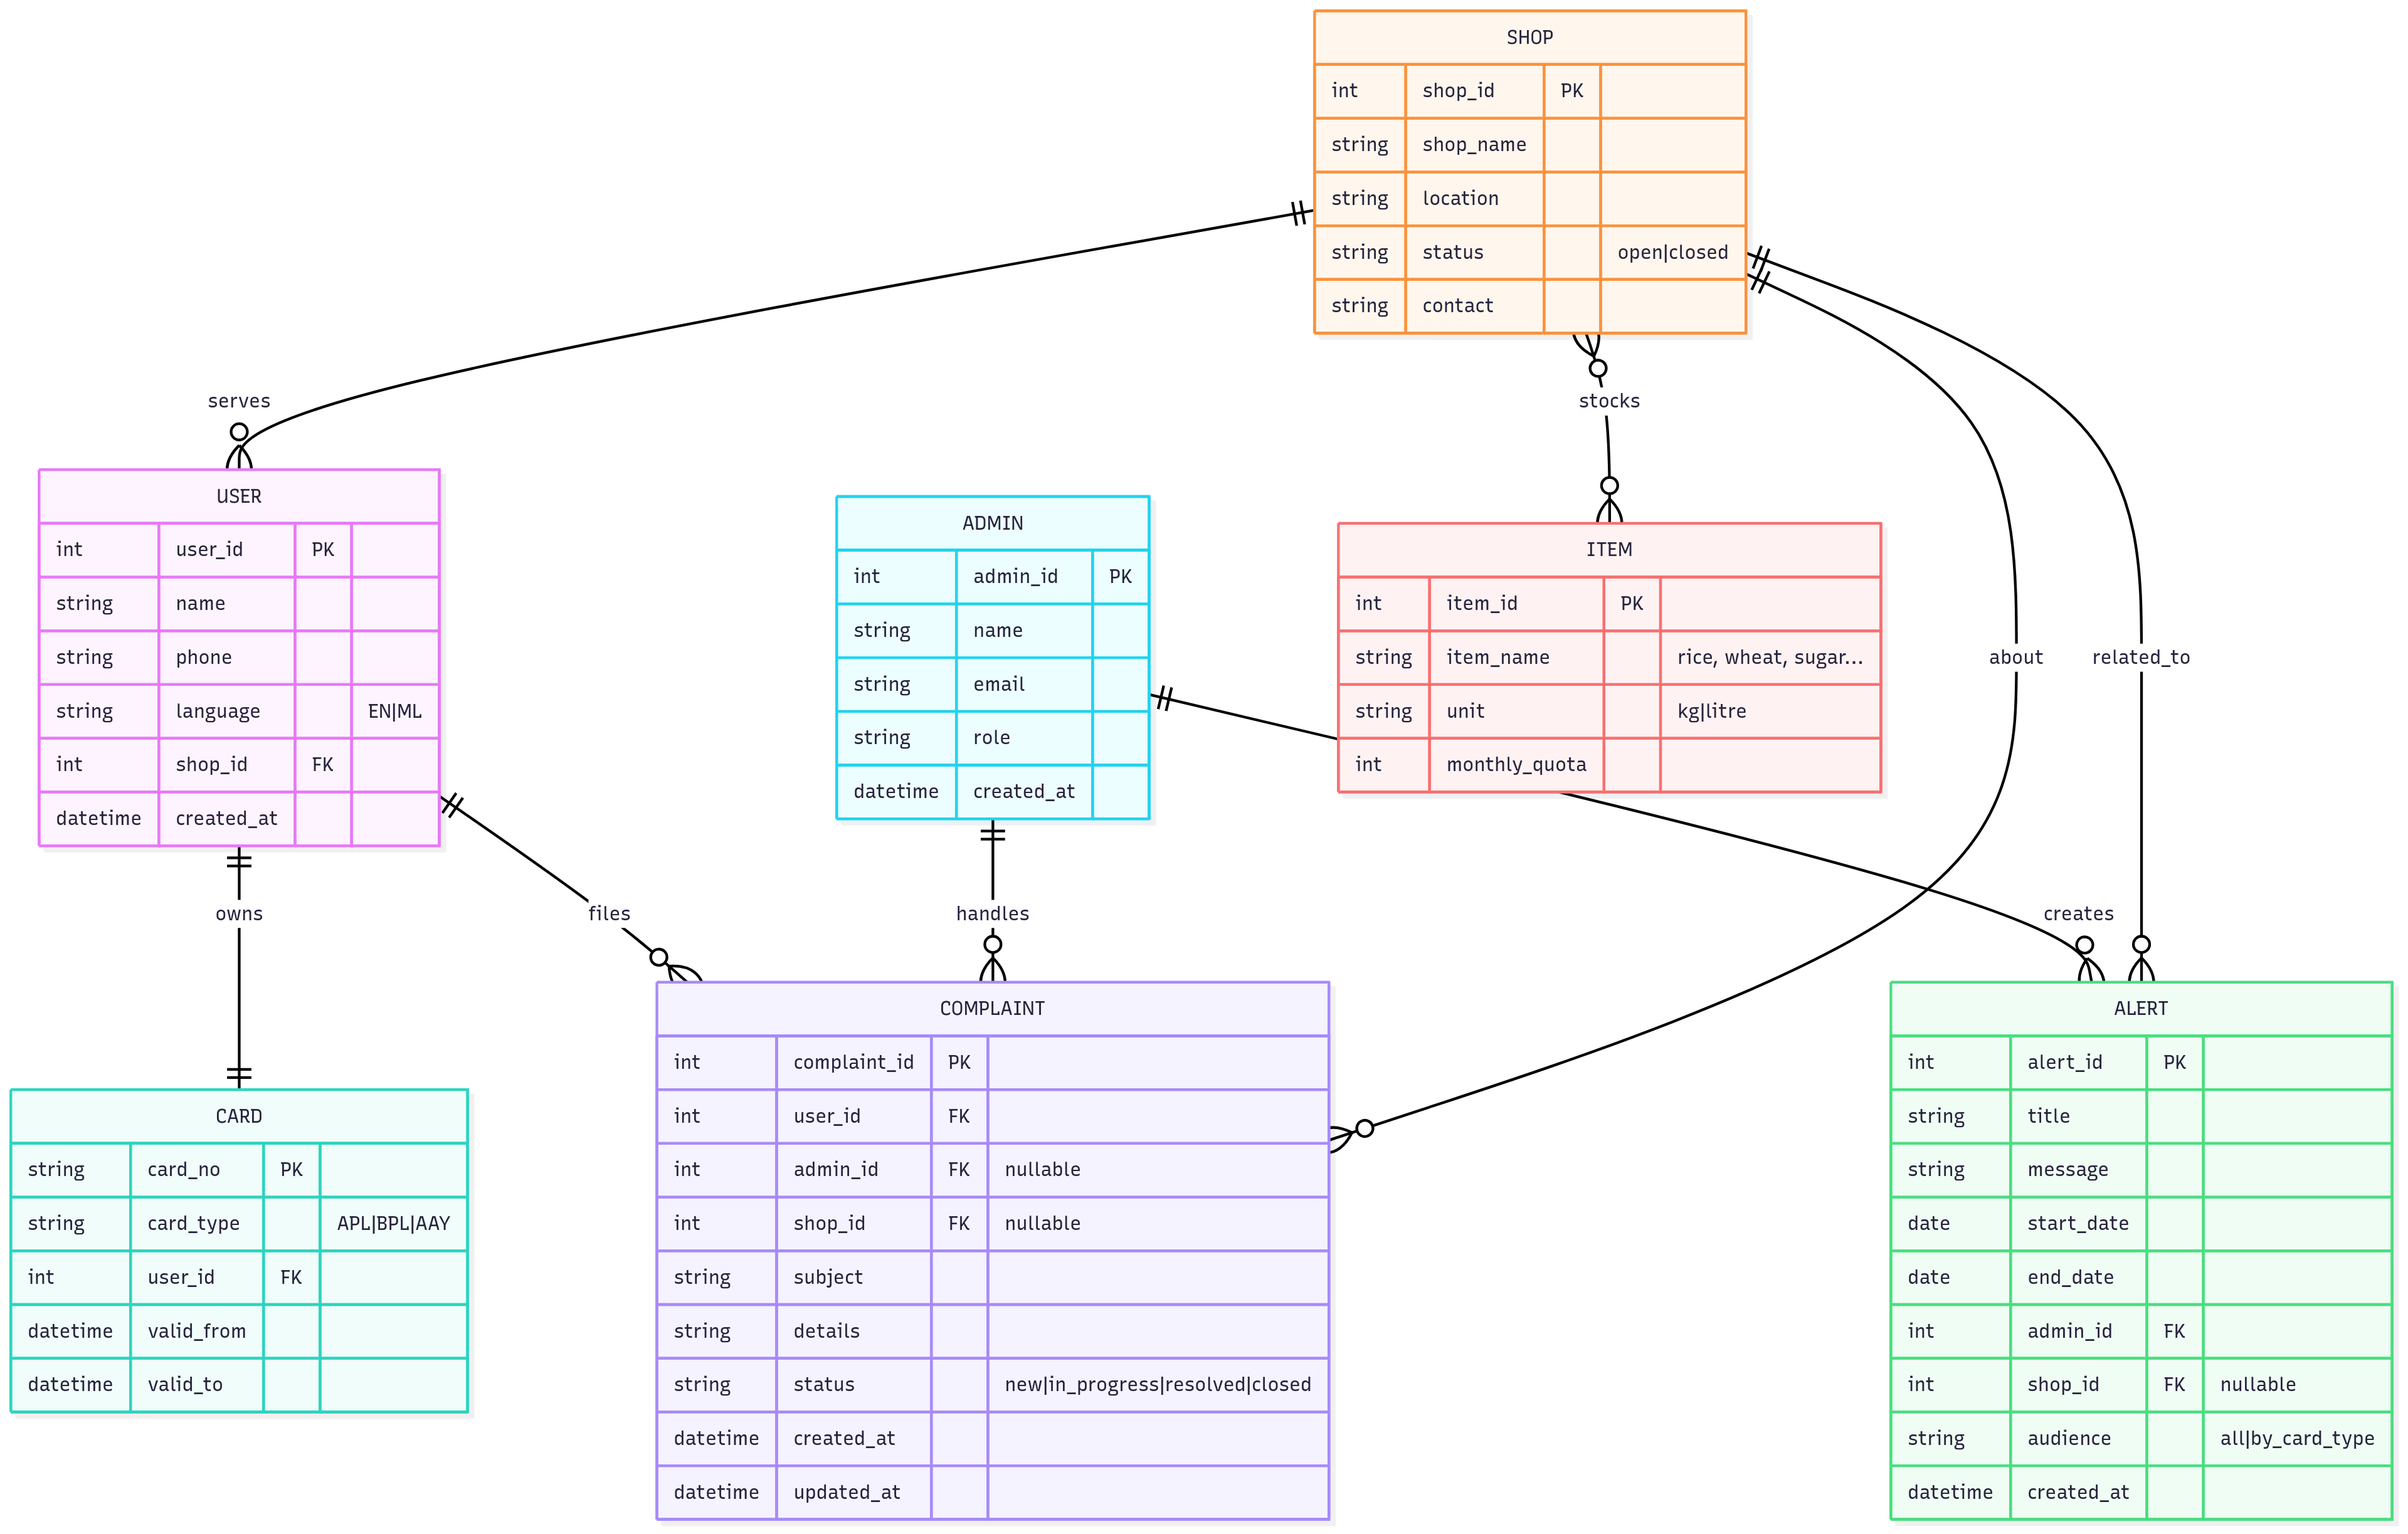 SHOP
int shop_id PK
string shop_name
string location
string status open|closed
string contact
serves
stocks
USER
int user_id PK
string name
string phone
string language EN|ML
int shop_id FK
datetime created_at
ADMIN
int admin_id PK
string name
string email
string role
datetime created_at
ITEM
int item_id PK
string item_name rice, wheat, sugar...
string unit kg|litre
int monthly_quota
about
related_to
owns
files
handles
creates
CARD
string card_no PK
string card_type APL|BPL|AAY
int user_id FK
datetime valid_from
datetime valid_to
COMPLAINT
int complaint_id PK
int user_id FK
int admin_id FK nullable
int shop_id FK nullable
string subject
string details
string status new|in_progress|resolved|closed
datetime created_at
datetime updated_at
ALERT
int alert_id PK
string title
string message
date start_date
date end_date
int admin_id FK
int shop_id FK nullable
string audience all|by_card_type
datetime created_at